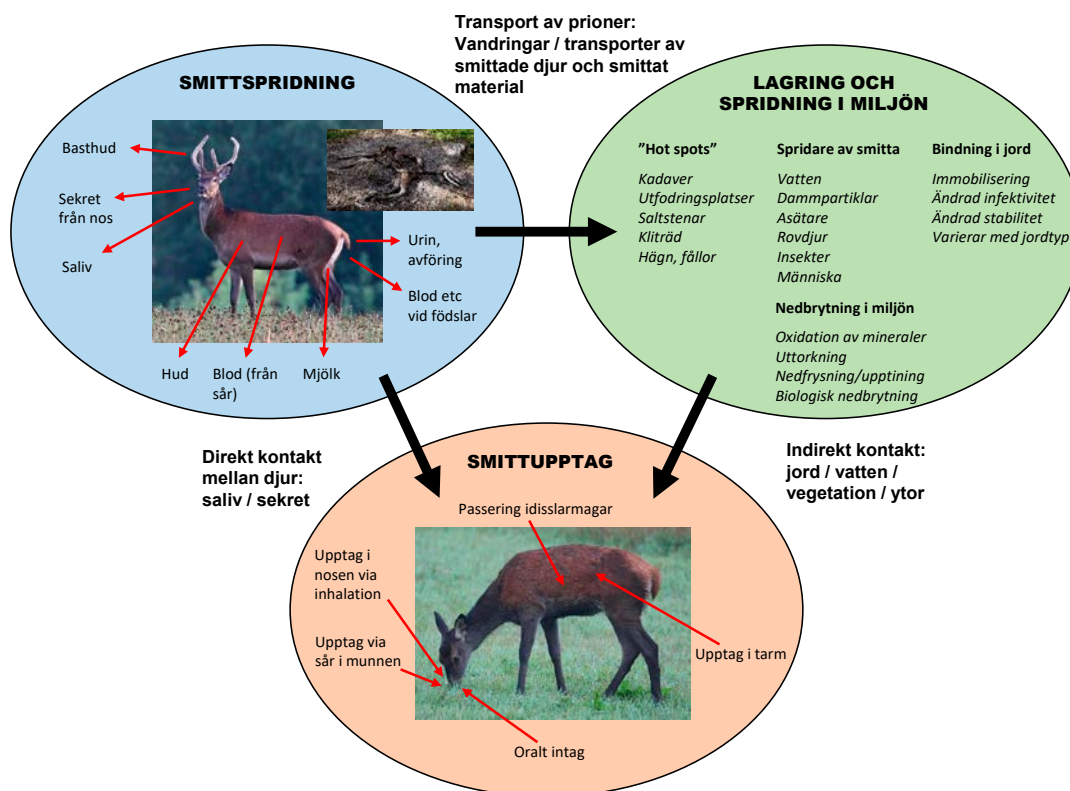 Transport av prioner:
Vandringar / transporter av
smittade djur och smittat
material
SMITTSPRIDNING
Basthud
Sekret
från nos
Saliv
Urin,
avföring
Blod etc
vid födslar
Hud
Blod (från
sår)
Mjölk
LAGRING OCH
SPRIDNING I MILJÖN
”Hot spots”
Kadaver
Utfodringsplatser
Saltstenar
Kliträd
Hägn, fållor
Spridare av smitta
Vatten
Dammpartiklar
Asätare
Rovdjur
Insekter
Människa
Bindning i jord
Immobilisering
Ändrad infektivitet
Ändrad stabilitet
Varierar med jordtyp
Nedbrytning i miljön
Oxidation av mineraler
Uttorkning
Nedfrysning/upptining
Biologisk nedbrytning
Direkt kontakt
mellan djur:
saliv / sekret
Indirekt kontakt:
jord / vatten /
vegetation / ytor
SMITTUPPTAG
Passering idisslarmagar
Upptag i
nosen via
inhalation
Upptag via
sår i munnen
Upptag i tarm
Oralt intag